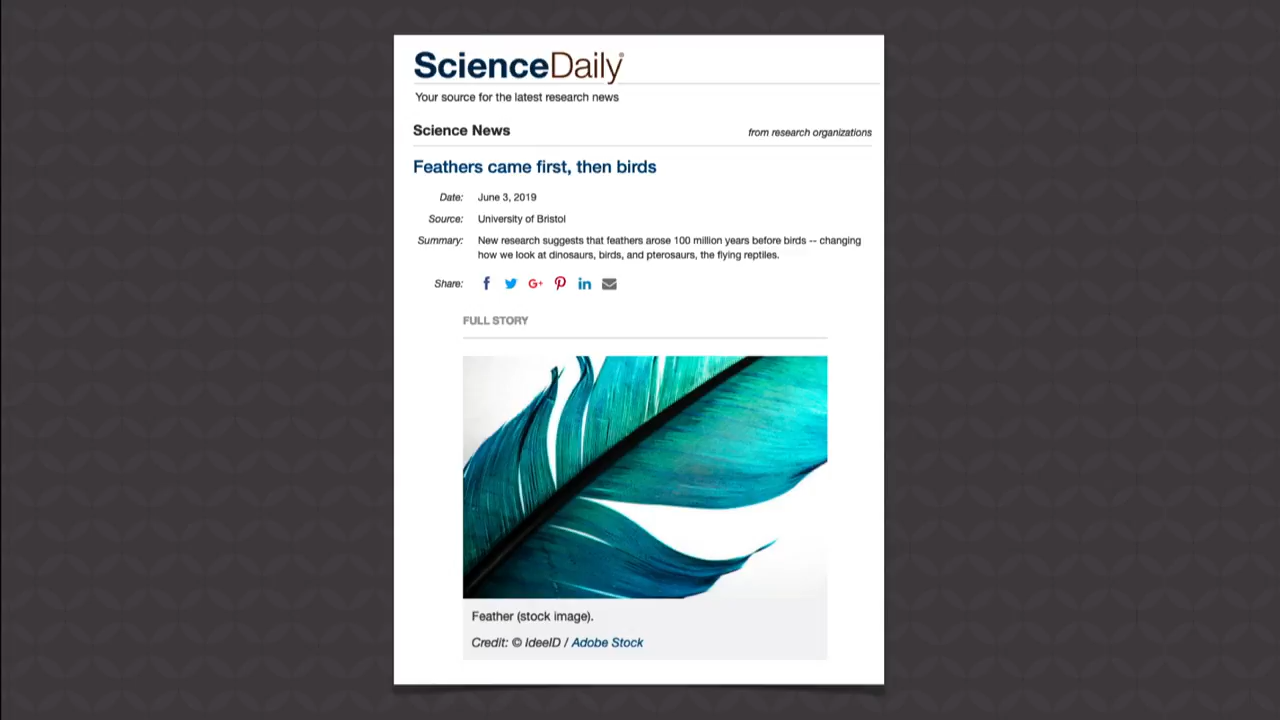 ScienceDaily®
Your source for the latest research news
Science News from research organizations
Feathers came first, then birds
Date: June 3, 2019
Source: University of Bristol
Summary: New research suggests that feathers arose 100 million years before birds -- changing
how we look at dinosaurs, birds, and pterosaurs, the flying reptiles.
Share: f G+ in
FULL STORY
Feather (stock image).
Credit: © IdeeID / Adobe Stock